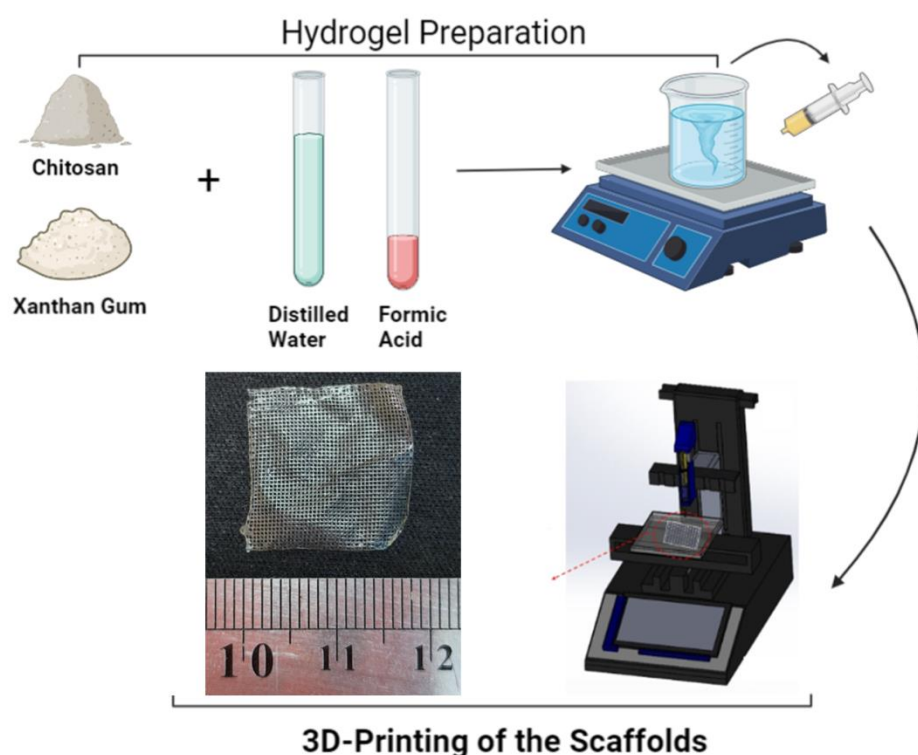 Hydrogel Preparation
Chitosan
+
Xanthan Gum
Distilled
Water
Formic
Acid
10 11 12
3D-Printing of the Scaffolds